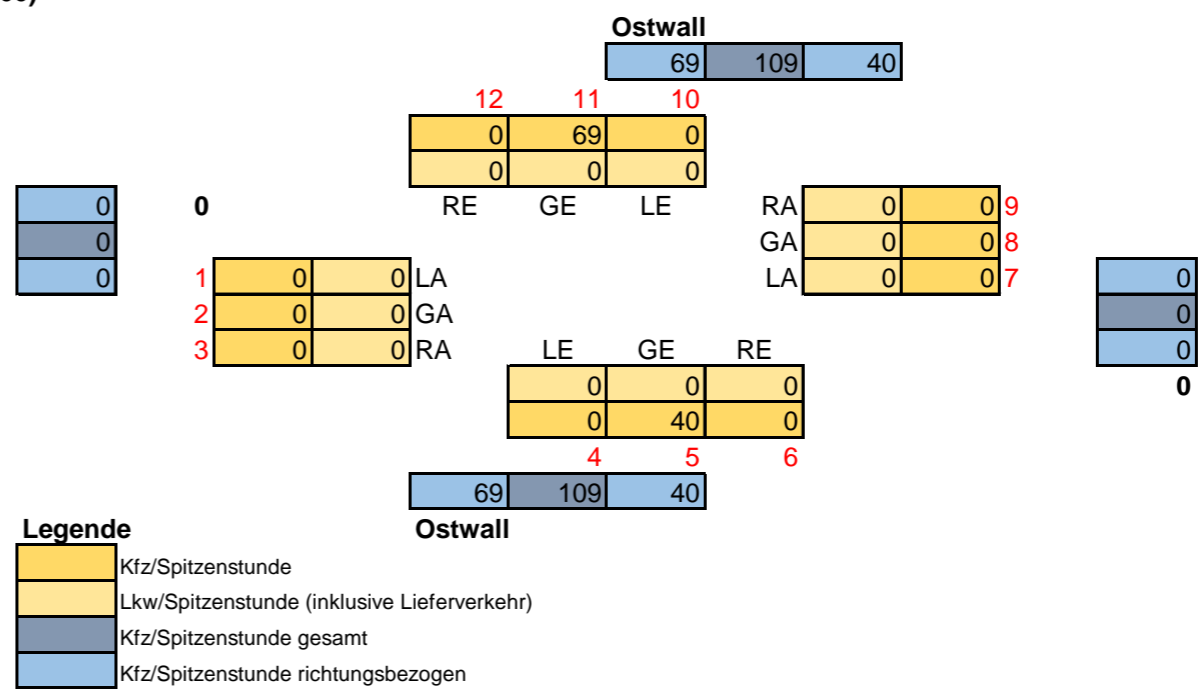 Ostwall
69 109 40
12 11 10
0 69 0
0 0 0
0 0 RE GE LE RA 0 0 9
0 GA 0 0 8
0 1 0 0 LA LA 0 0 7 0
2 0 0 GA 0
3 0 0 RA LE GE RE 0
0 0 0 0
0 40 0
4 5 6
69 109 40
Legende Ostwall
Kfz/Spitzenstunde
Lkw/Spitzenstunde (inklusive Lieferverkehr)
Kfz/Spitzenstunde gesamt
Kfz/Spitzenstunde richtungsbezogen